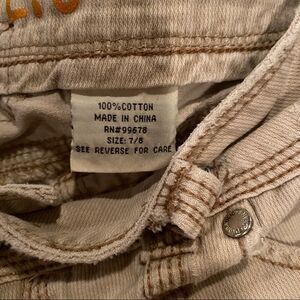 100%COTTON
MADE IN CHINA
RN#99678
SIZE: 7/8
SEE REVERSE FOR CARE